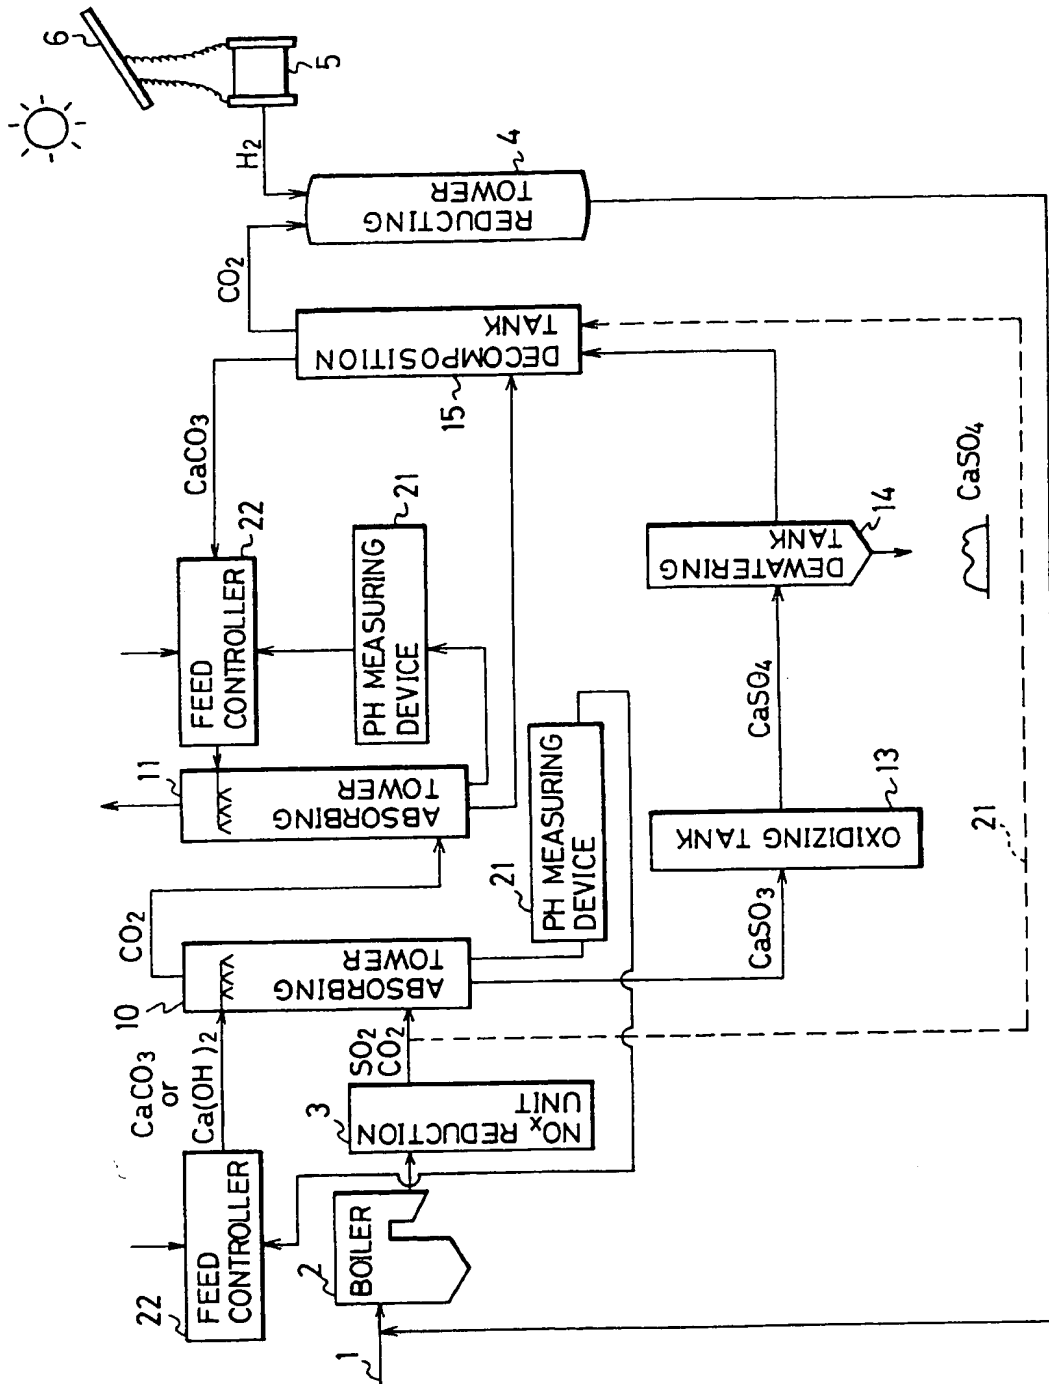 6
5
H2
4
REDUCTING
TOWER
CO2
DECOMPOSITION
TANK
15
CaCO3
22
FEED
CONTROLLER
21
PH MEASURING
DEVICE
14
DEWATERING
TANK
CaSO4
11
ABSORBING
TOWER
21
PH MEASURING
DEVICE
CaSO4
13
OXIDIZING TANK
21
CO2
10
ABSORBING
TOWER
CaSO3
CaCO3
or
Ca(OH)2
SO2
CO2
3
NOx REDUCTION
UNIT
22
FEED
CONTROLLER
2
BOILER
1